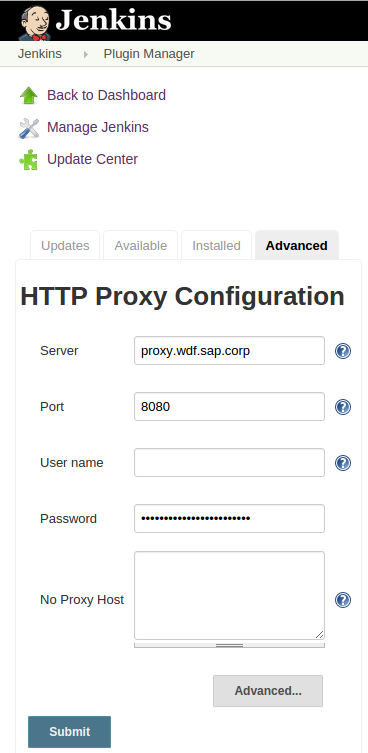 Jenkins
Jenkins Plugin Manager
Back to Dashboard
Manage Jenkins
Update Center
Updates Available Installed Advanced
HTTP Proxy Configuration
Server proxy.wdf.sap.corp ?
Port 8080 ?
User name ?
Password ••••••••••••••••••••••••
No Proxy Host ?
Advanced...
Submit